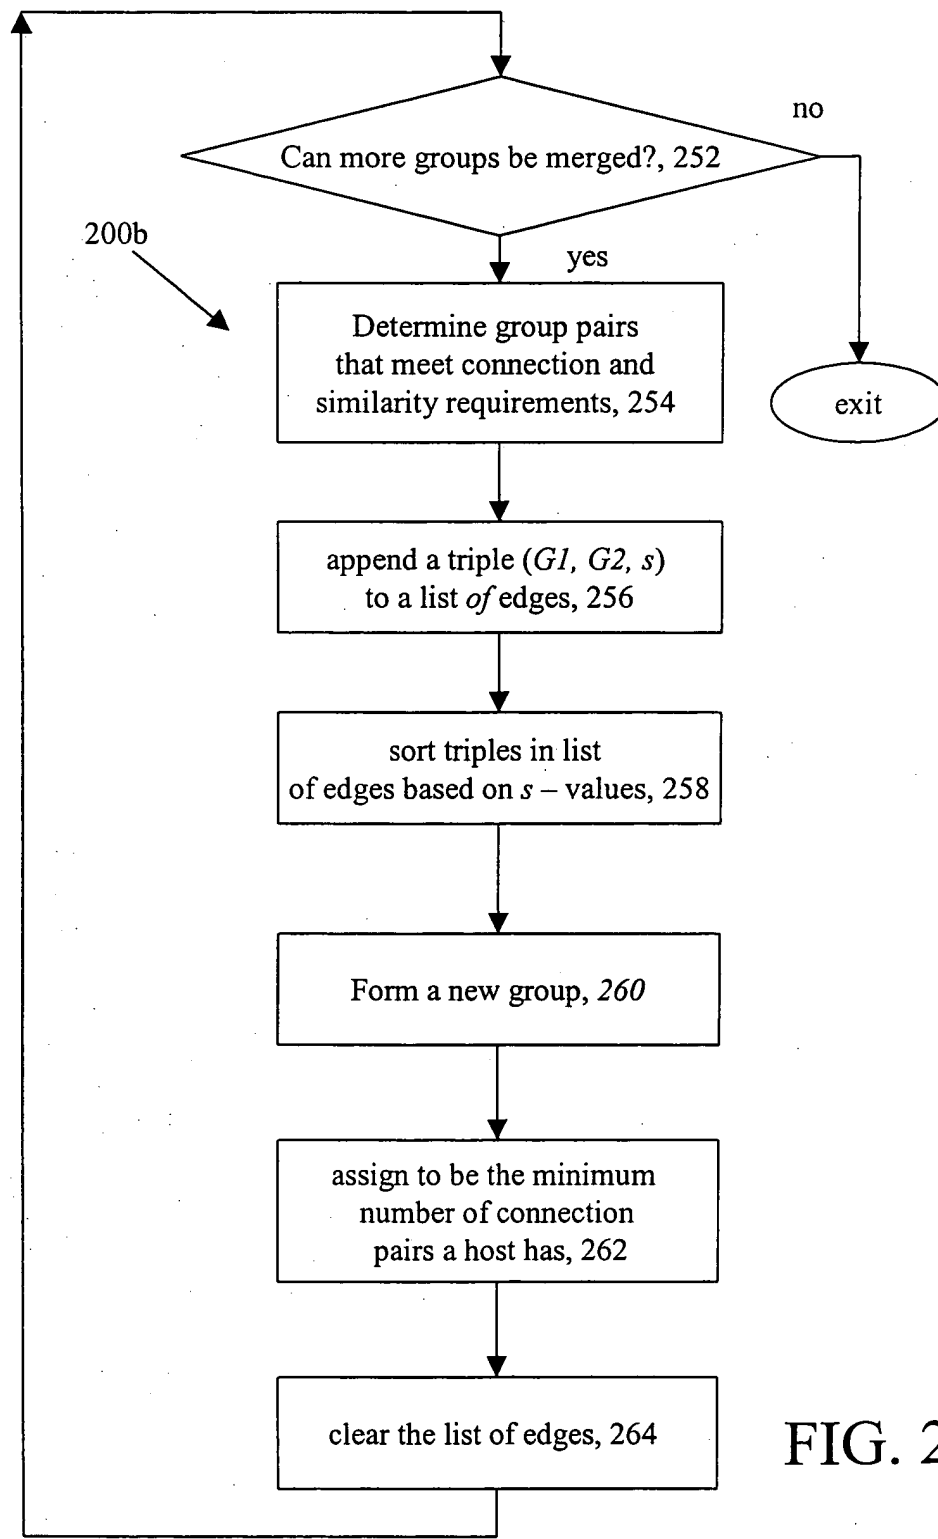 no
Can more groups be merged?, 252
200b
yes
Determine group pairs
that meet connection and
similarity requirements, 254
exit
append a triple (G1, G2, s)
to a list of edges, 256
sort triples in list
of edges based on s – values, 258
Form a new group, 260
assign to be the minimum
number of connection
pairs a host has, 262
clear the list of edges, 264
FIG. 2